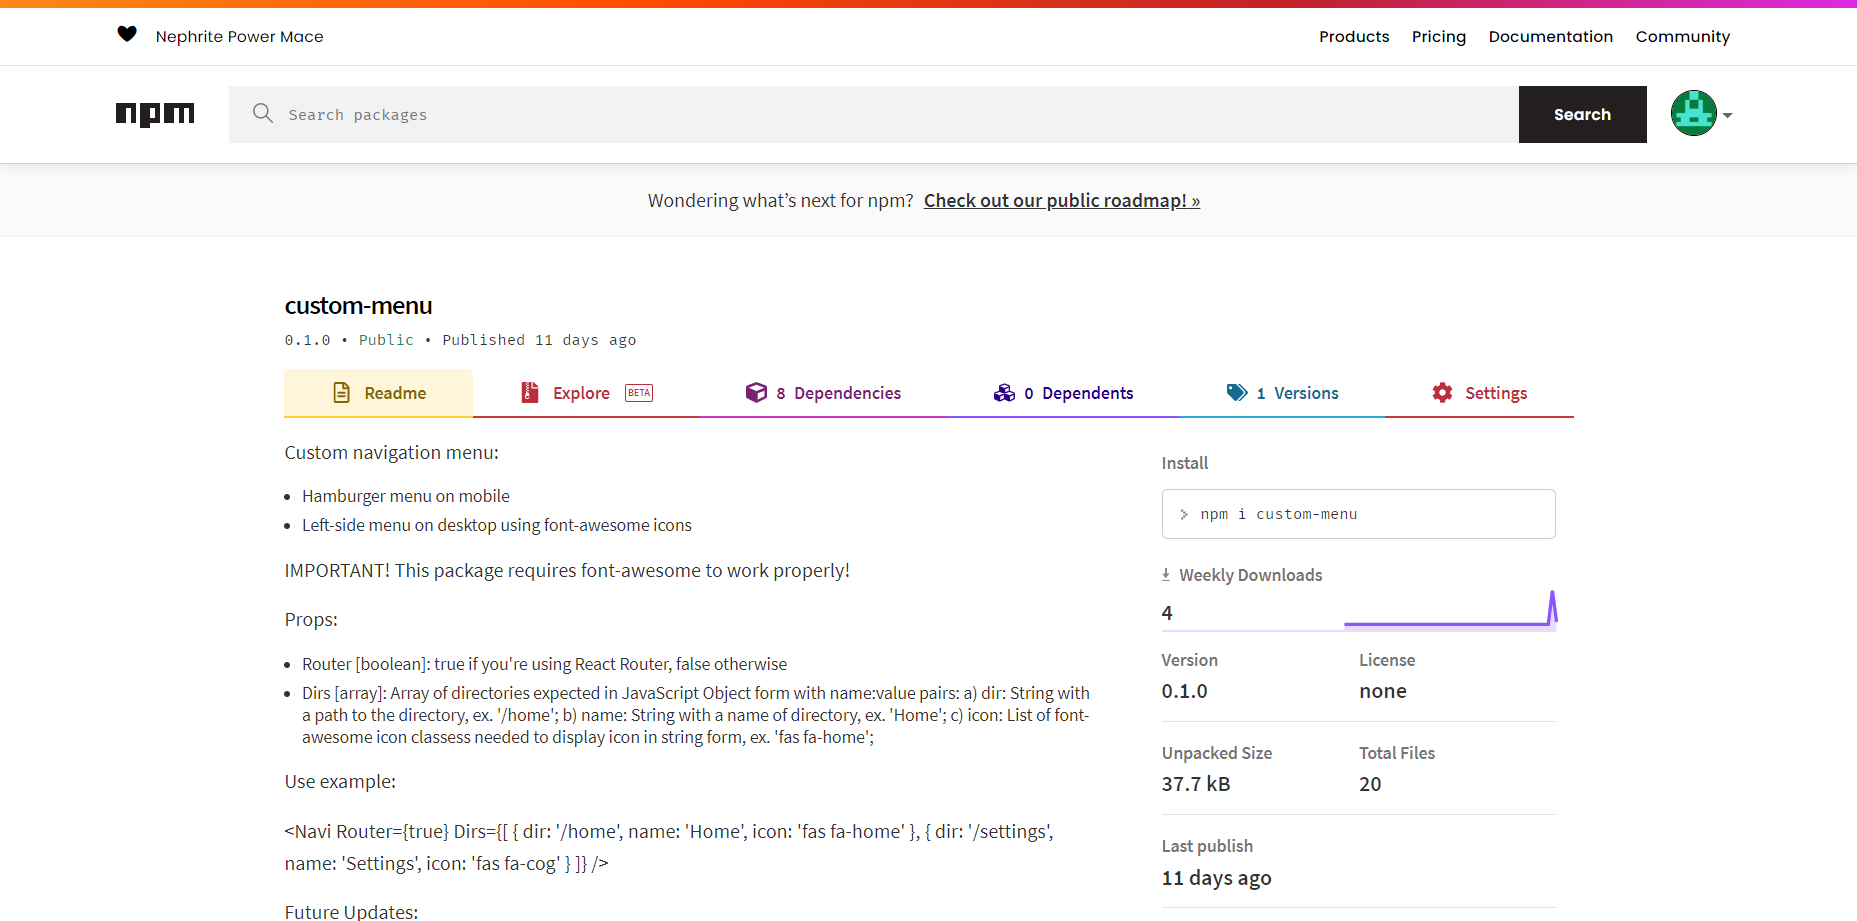 Nephrite Power Mace
Products Pricing Documentation Community
npm
Search packages
Search
Wondering what’s next for npm? Check out our public roadmap! »
custom-menu
0.1.0 • Public • Published 11 days ago
Readme
Explore BETA
8 Dependencies
0 Dependents
1 Versions
Settings
Custom navigation menu:
• Hamburger menu on mobile
• Left-side menu on desktop using font-awesome icons
IMPORTANT! This package requires font-awesome to work properly!
Props:
• Router [boolean]: true if you're using React Router, false otherwise
• Dirs [array]: Array of directories expected in JavaScript Object form with name:value pairs: a) dir: String with
a path to the directory, ex. '/home'; b) name: String with a name of directory, ex. 'Home'; c) icon: List of font-
awesome icon classess needed to display icon in string form, ex. 'fas fa-home';
Use example:
<Navi Router={true} Dirs={[ { dir: '/home', name: 'Home', icon: 'fas fa-home' }, { dir: '/settings',
name: 'Settings', icon: 'fas fa-cog' } ]} />
Future Updates:
Install
> npm i custom-menu
Weekly Downloads
4
Version
0.1.0
License
none
Unpacked Size
37.7 kB
Total Files
20
Last publish
11 days ago